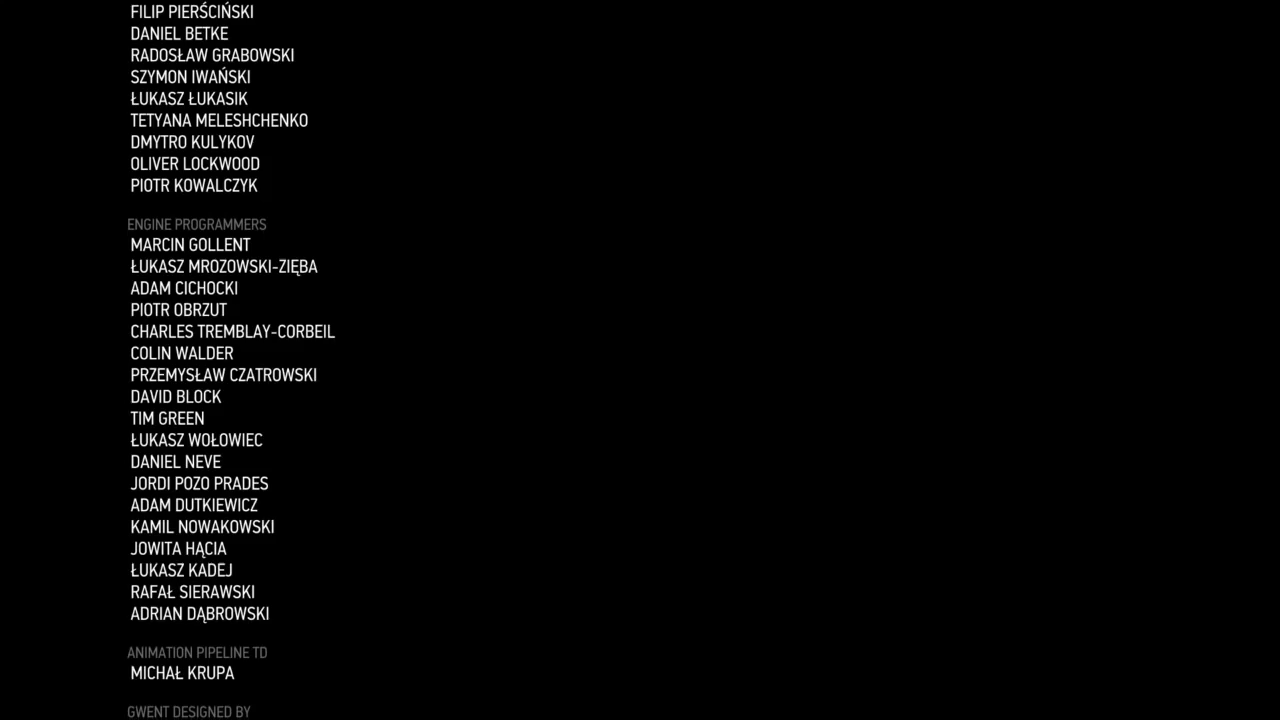 FILIP PIERŚCIŃSKI
DANIEL BETKE
RADOSŁAW GRABOWSKI
SZYMON IWAŃSKI
ŁUKASZ ŁUKASIK
TETYANA MELESHCHENKO
DMYTRO KULYKOV
OLIVER LOCKWOOD
PIOTR KOWALCZYK
ENGINE PROGRAMMERS
MARCIN GOLLENT
ŁUKASZ MROZOWSKI-ZIĘBA
ADAM CICHOCKI
PIOTR OBRZUT
CHARLES TREMBLAY-CORBEIL
COLIN WALDER
PRZEMYSŁAW CZATROWSKI
DAVID BLOCK
TIM GREEN
ŁUKASZ WOŁOWIEC
DANIEL NEVE
JORDI POZO PRADES
ADAM DUTKIEWICZ
KAMIL NOWAKOWSKI
JOWITA HĄCIA
ŁUKASZ KADEJ
RAFAŁ SIERAWSKI
ADRIAN DĄBROWSKI
ANIMATION PIPELINE TD
MICHAŁ KRUPA
GWENT DESIGNED BY